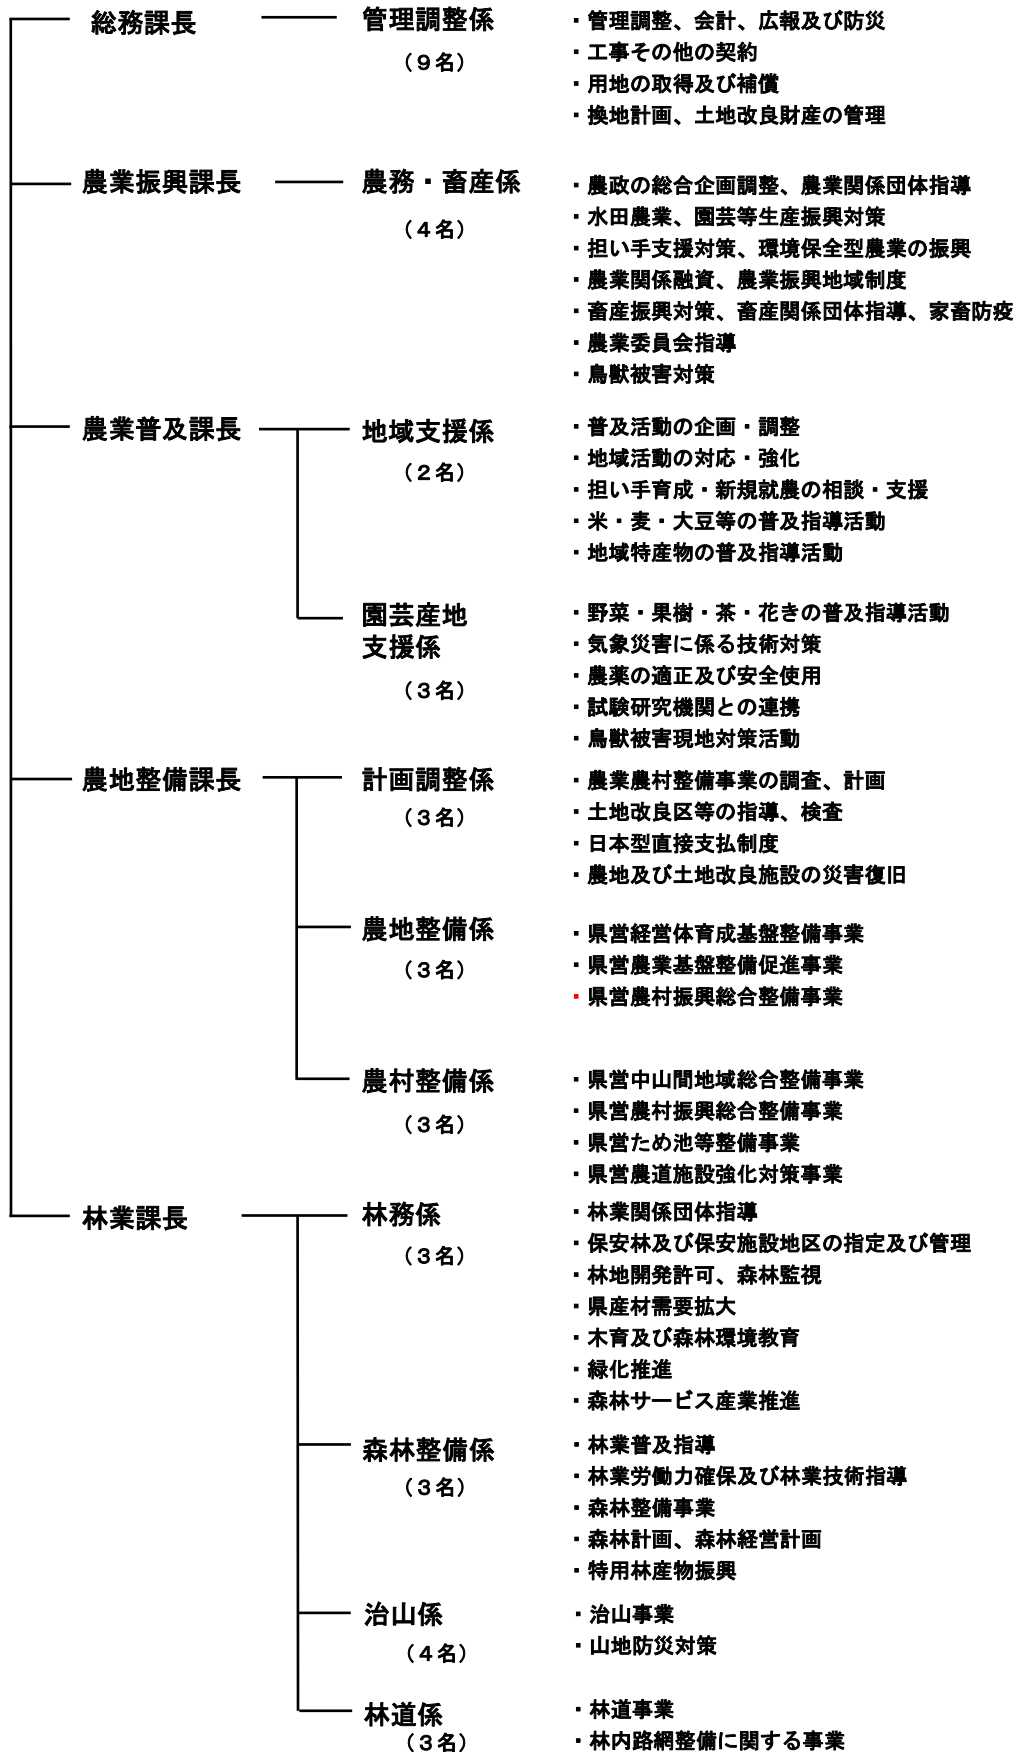 総務課長
管理調整係
（９名）
・管理調整、会計、広報及び防災
・工事その他の契約
・用地の取得及び補償
・換地計画、土地改良財産の管理
農業振興課長
農務・畜産係
（４名）
・農政の総合企画調整、農業関係団体指導
・水田農業、園芸等生産振興対策
・担い手支援対策、環境保全型農業の振興
・農業関係融資、農業振興地域制度
・畜産振興対策、畜産関係団体指導、家畜防疫
・農業委員会指導
・鳥獣被害対策
農業普及課長
地域支援係
（２名）
・普及活動の企画・調整
・地域活動の対応・強化
・担い手育成・新規就農の相談・支援
・米・麦・大豆等の普及指導活動
・地域特産物の普及指導活動
園芸産地
支援係
（３名）
・野菜・果樹・茶・花きの普及指導活動
・気象災害に係る技術対策
・農薬の適正及び安全使用
・試験研究機関との連携
・鳥獣被害現地対策活動
農地整備課長
計画調整係
（３名）
・農業農村整備事業の調査、計画
・土地改良区等の指導、検査
・日本型直接支払制度
・農地及び土地改良施設の災害復旧
農地整備係
（３名）
・県営経営体育成基盤整備事業
・県営農業基盤整備促進事業
・県営農村振興総合整備事業
農村整備係
（３名）
・県営中山間地域総合整備事業
・県営農村振興総合整備事業
・県営ため池等整備事業
・県営農道施設強化対策事業
林業課長
林務係
（３名）
・林業関係団体指導
・保安林及び保安施設地区の指定及び管理
・林地開発許可、森林監視
・県産材需要拡大
・木育及び森林環境教育
・緑化推進
・森林サービス産業推進
森林整備係
（３名）
・林業普及指導
・林業労働力確保及び林業技術指導
・森林整備事業
・森林計画、森林経営計画
・特用林産物振興
治山係
（４名）
・治山事業
・山地防災対策
林道係
（３名）
・林道事業
・林内路網整備に関する事業